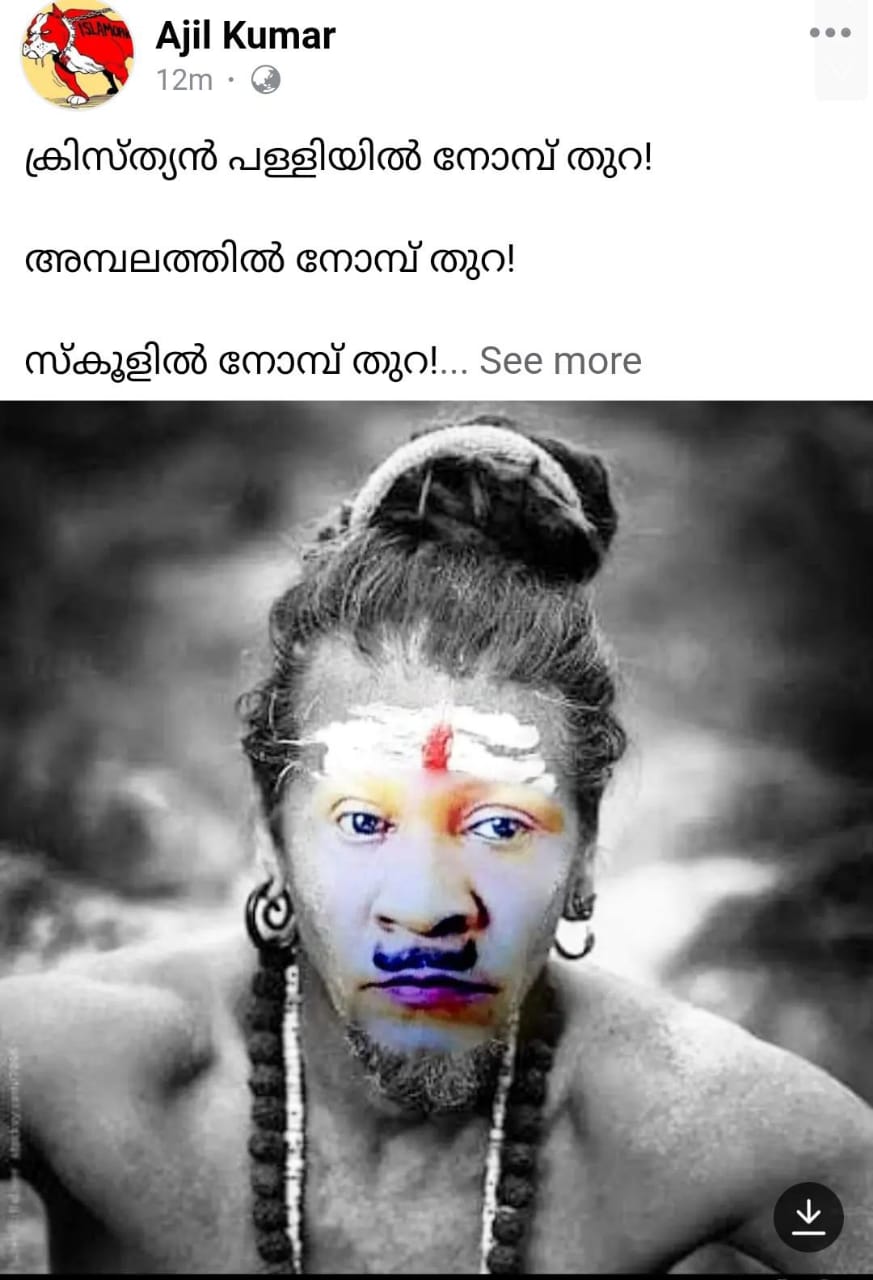 Ajil Kumar
12m
ക്രിസ്ത്യൻ പള്ളിയിൽ നോമ്പ് തുറ!
അമ്പലത്തിൽ നോമ്പ് തുറ!
സ്കൂളിൽ നോമ്പ് തുറ!... See more